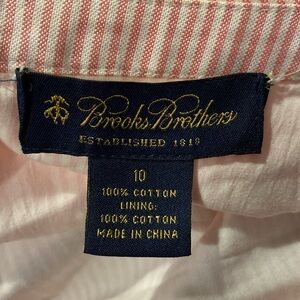 Brooks Brothers
ESTABLISHED 1818
10
100% COTTON
LINING:
100% COTTON
MADE IN CHINA